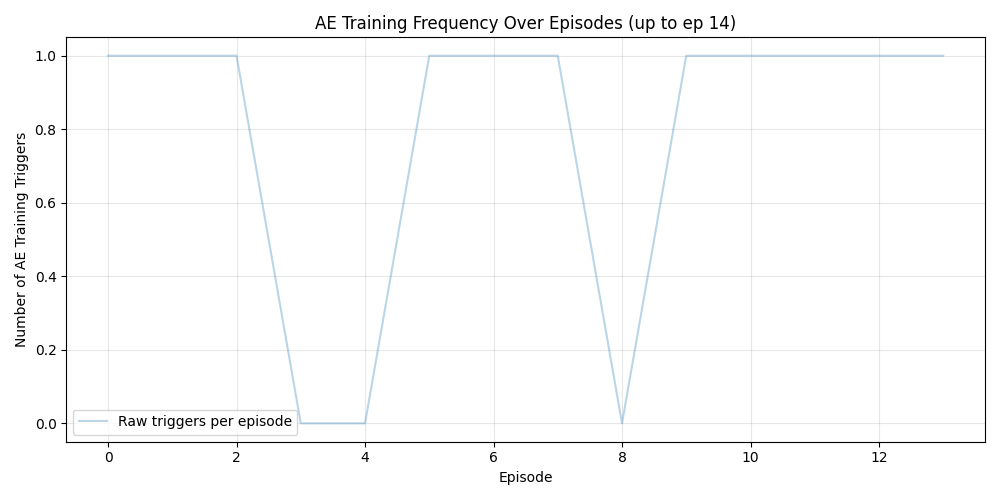 AE Training Frequency Over Episodes (up to ep 14)
Number of AE Training Triggers
1.0
0.8
0.6
0.4
0.2
0.0
Raw triggers per episode
0 2 4 6 8 10 12
Episode